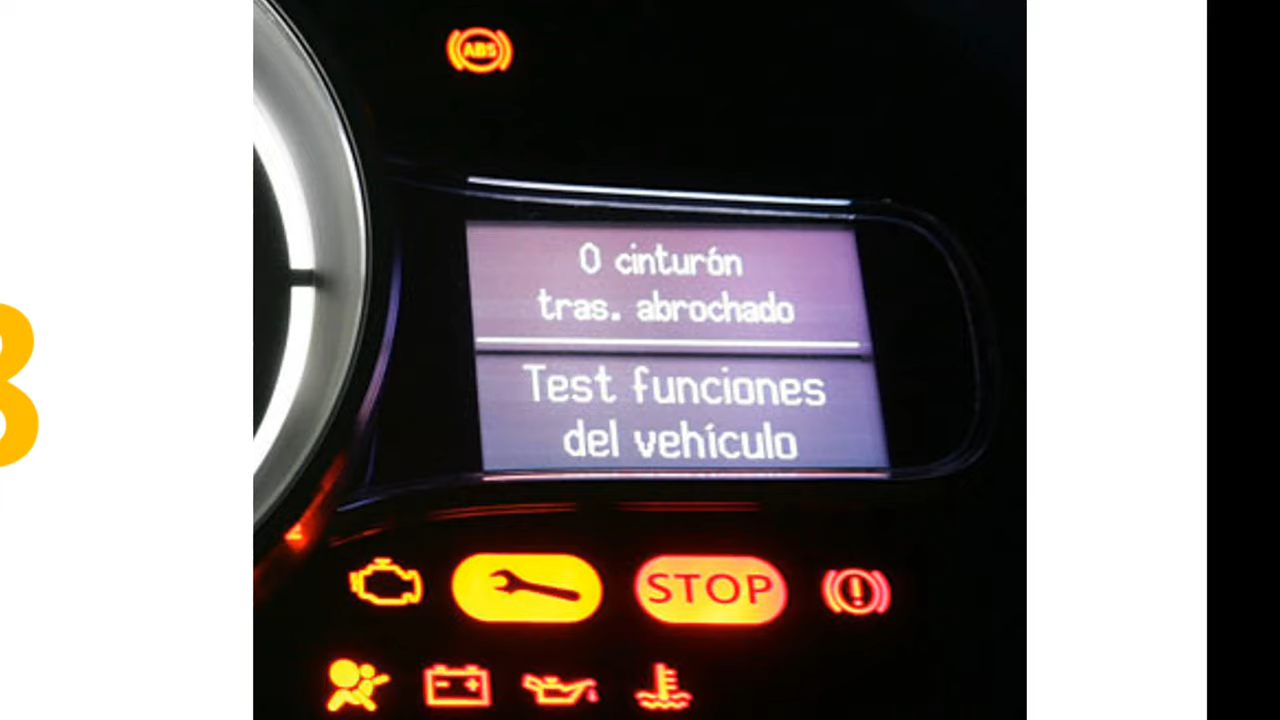 ABS
0 cinturón
tras. abrochado
Test funciones
del vehículo
STOP